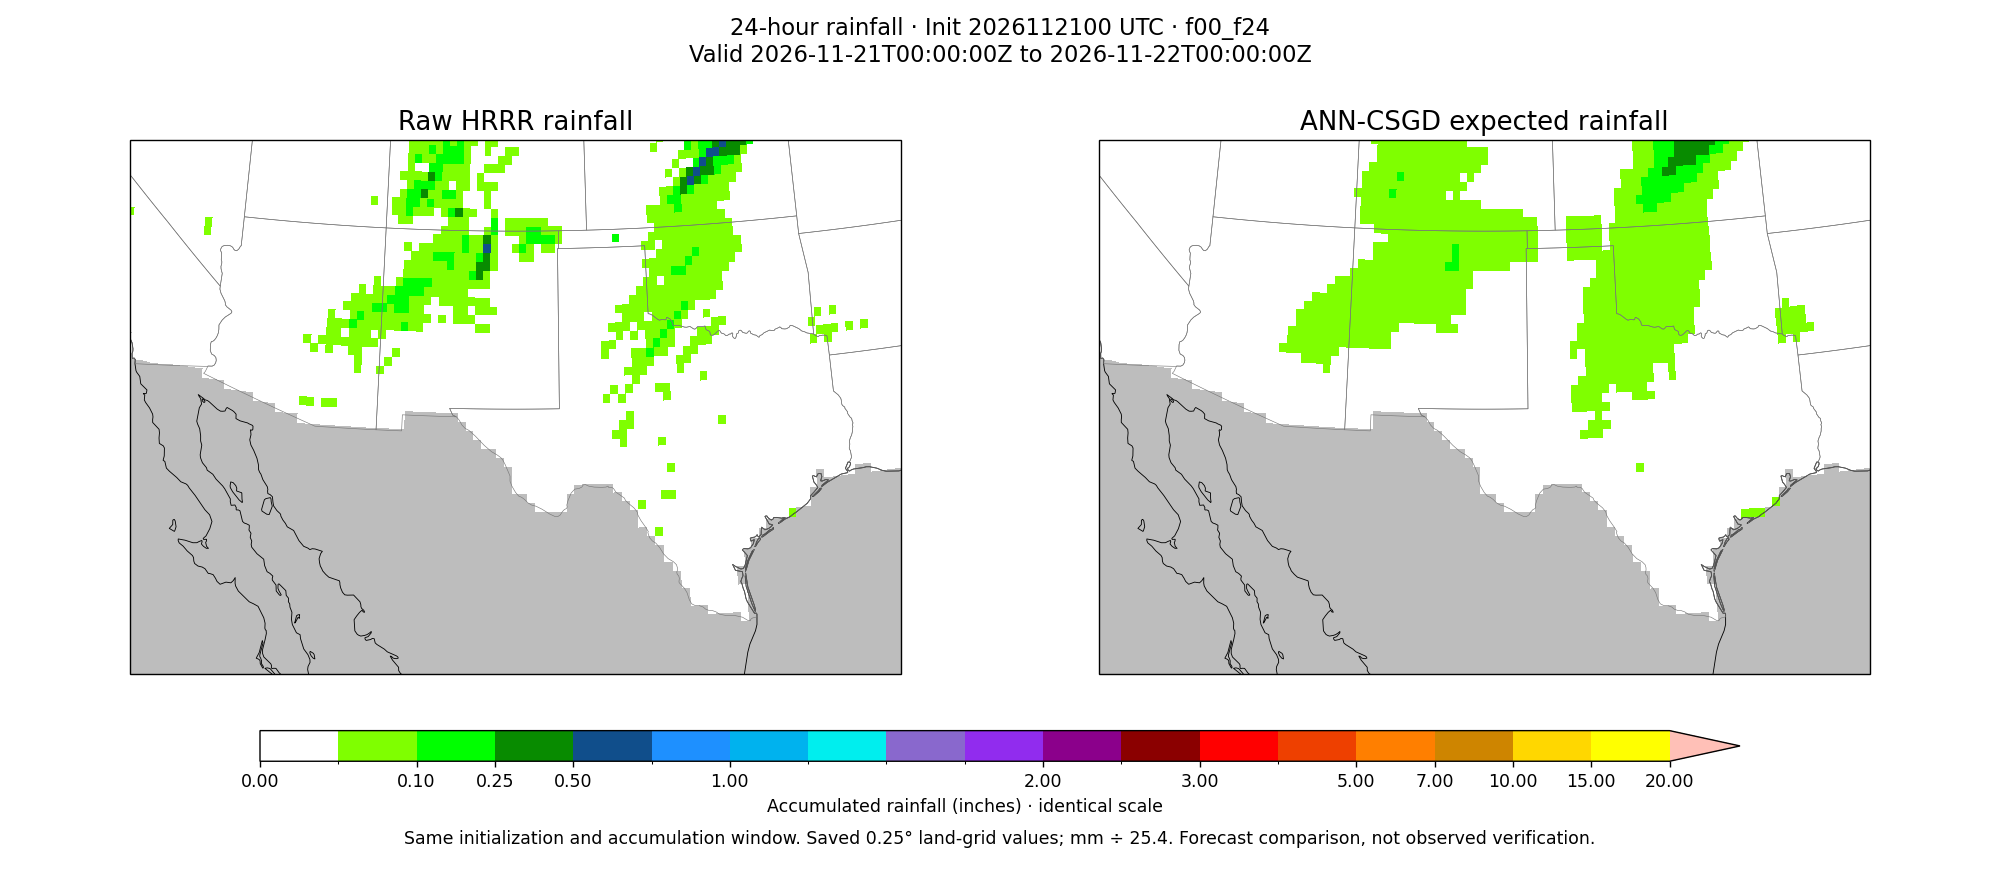 24-hour rainfall · Init 2026112100 UTC · f00_f24
Valid 2026-11-21T00:00:00Z to 2026-11-22T00:00:00Z
Raw HRRR rainfall
ANN-CSGD expected rainfall
0.00 0.10 0.25 0.50 1.00 2.00 3.00 5.00 7.00 10.00 15.00 20.00
Accumulated rainfall (inches) · identical scale
Same initialization and accumulation window. Saved 0.25° land-grid values; mm ÷ 25.4. Forecast comparison, not observed verification.